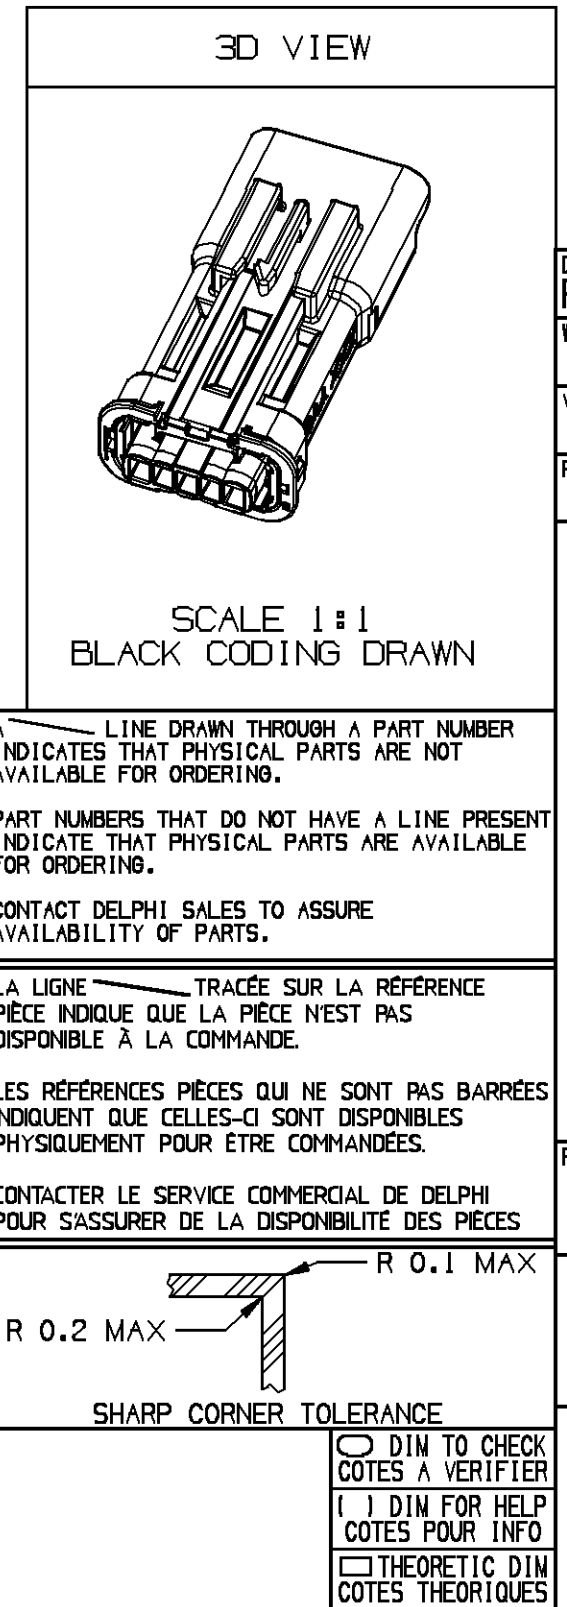 3D VIEW
SCALE 1:1
BLACK CODING DRAWN
LINE DRAWN THROUGH A PART NUMBER
INDICATES THAT PHYSICAL PARTS ARE NOT
AVAILABLE FOR ORDERING.
PART NUMBERS THAT DO NOT HAVE A LINE PRESENT
INDICATE THAT PHYSICAL PARTS ARE AVAILABLE
FOR ORDERING.
CONTACT DELPHI SALES TO ASSURE
AVAILABILITY OF PARTS.
LA LIGNE TRACÉE SUR LA RÉFÉRENCE
PIÈCE INDIQUE QUE LA PIÈCE N'EST PAS
DISPONIBLE À LA COMMANDE.
LES RÉFÉRENCES PIÈCES QUI NE SONT PAS BARRÉES
INDIQUENT QUE CELLES-CI SONT DISPONIBLES
PHYSIQUEMENT POUR ÊTRE COMMANDÉES.
CONTACTER LE SERVICE COMMERCIAL DE DELPHI
POUR S'ASSURER DE LA DISPONIBILITÉ DES PIÈCES
R 0.1 MAX
R 0.2 MAX
SHARP CORNER TOLERANCE
DIM TO CHECK
COTES A VERIFIER
( ) DIM FOR HELP
COTES POUR INFO
THEORETIC DIM
COTES THEORIQUES